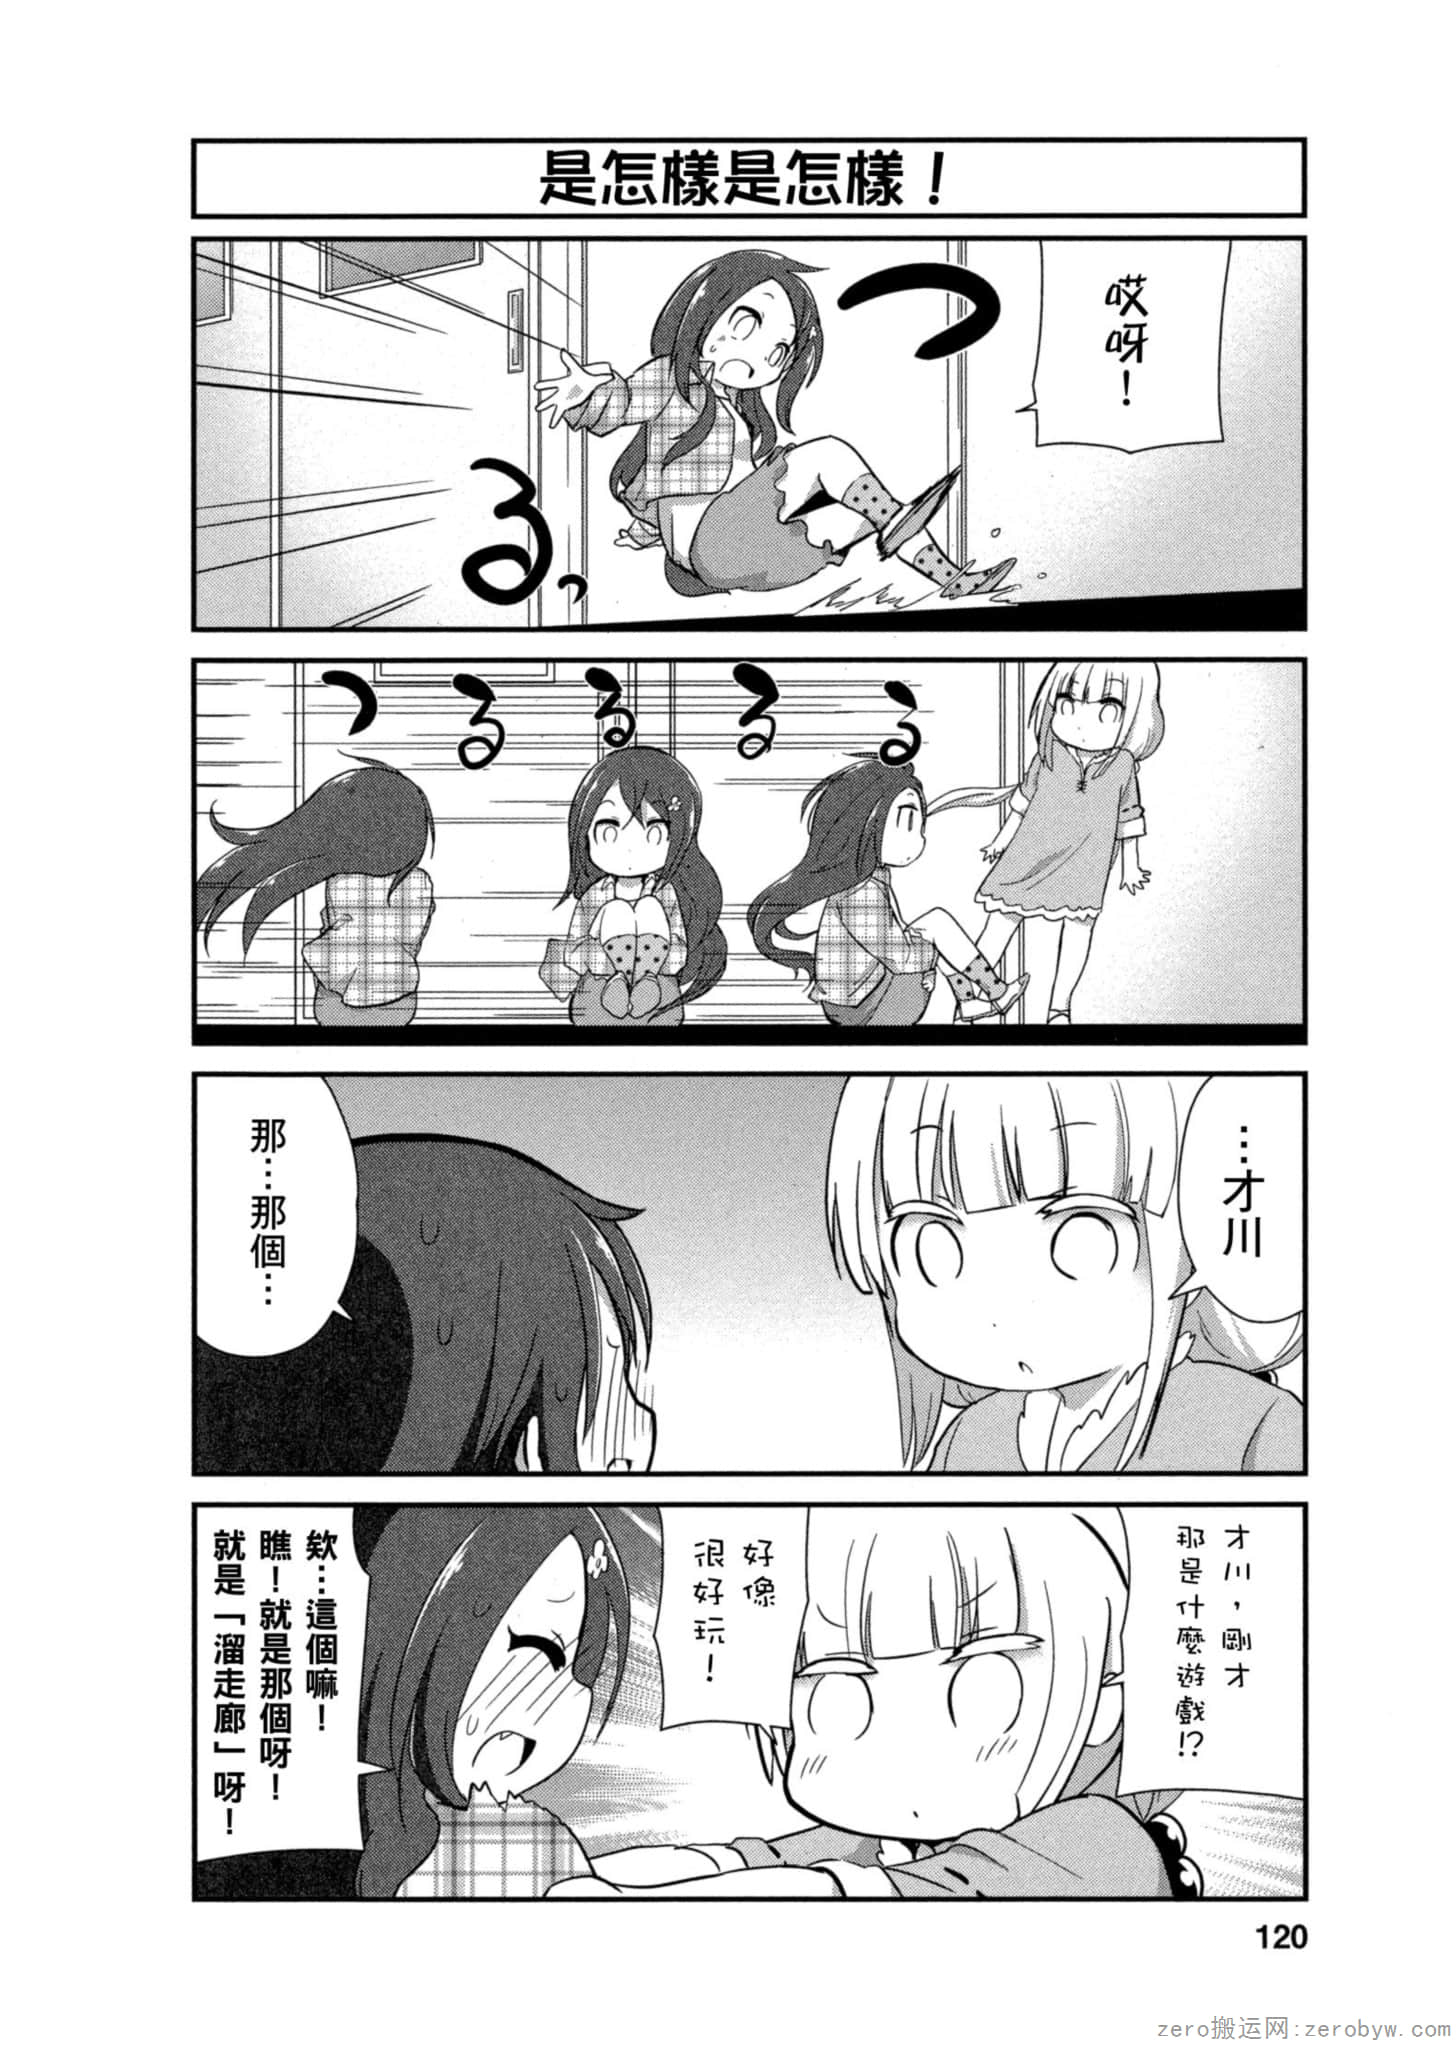 是怎樣是怎樣！
哎呀！
つ
るっ
るるるるつ
…才川
那…那個…
才川，剛才
那是什麼遊戲!?
好像
很好玩！
欸…這個嘛！
瞧！就是那個呀！
就是「溜走廊」呀！
120
zero搬运网:zerobyw.com